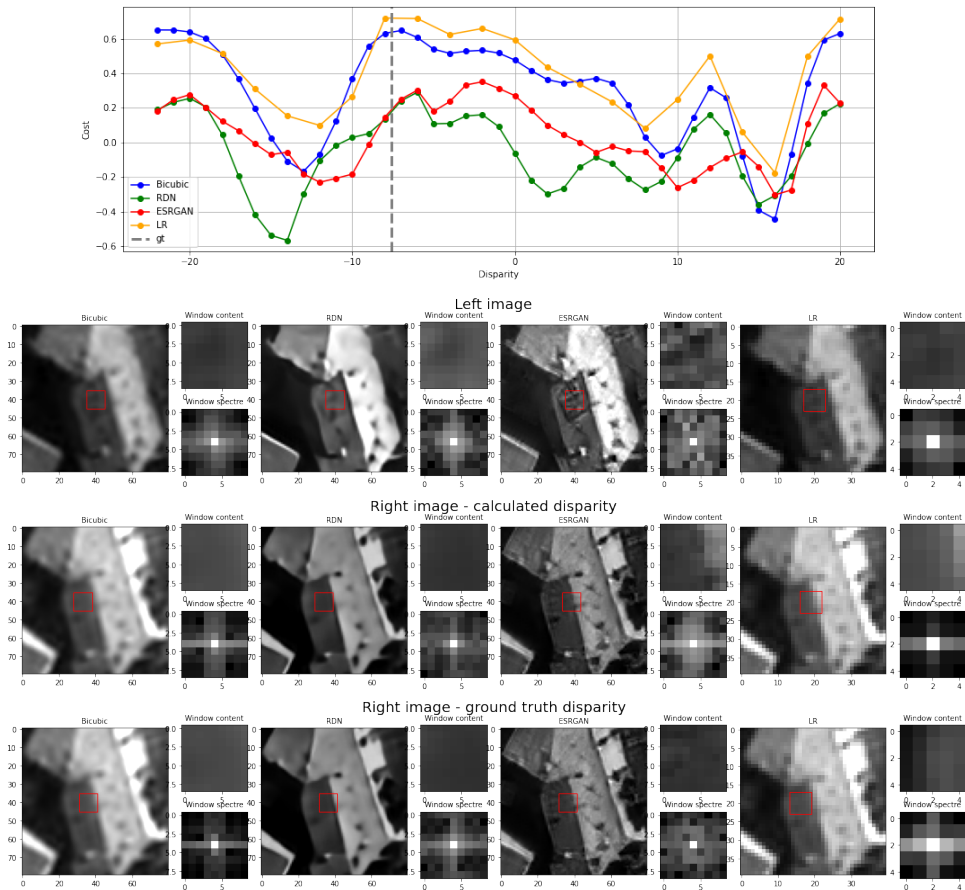 0.6
0.4
0.2
0.0
−0.2
−0.4
−0.6
Cost
Bicubic
RDN
ESRGAN
LR
gt
−20
−10
0
10
20
Disparity
Left image
Bicubic
Window content
RDN
Window content
ESRGAN
Window content
LR
Window content
Window spectre
Window spectre
Window spectre
Window spectre
Right image - calculated disparity
Bicubic
Window content
RDN
Window content
ESRGAN
Window content
LR
Window content
Window spectre
Window spectre
Window spectre
Window spectre
Right image - ground truth disparity
Bicubic
Window content
RDN
Window content
ESRGAN
Window content
LR
Window content
Window spectre
Window spectre
Window spectre
Window spectre